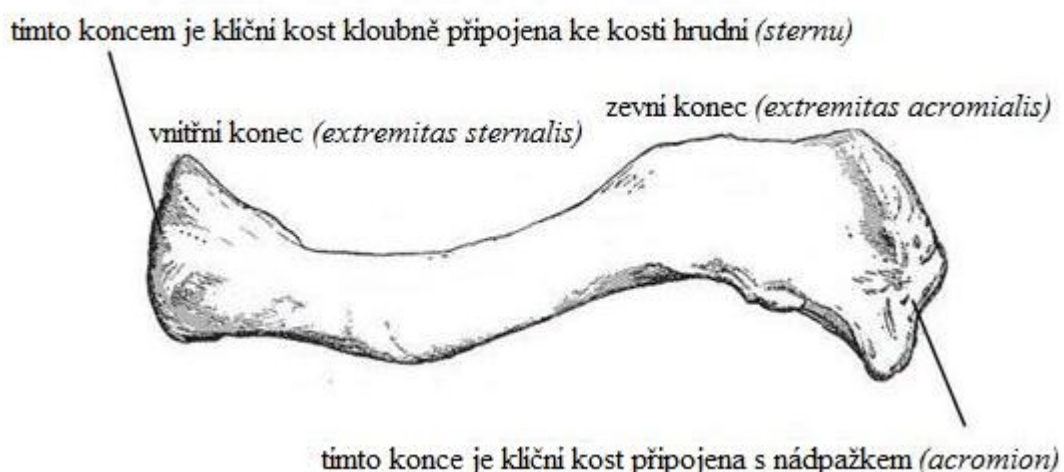 tímto koncem je klíční kost kloubně připojena ke kosti hrudní (sternu)
zevní konec (extremitas acromialis)
vnitřní konec (extremitas sternalis)
tímto konce je klíční kost připojena s nádpažkem (acromion)